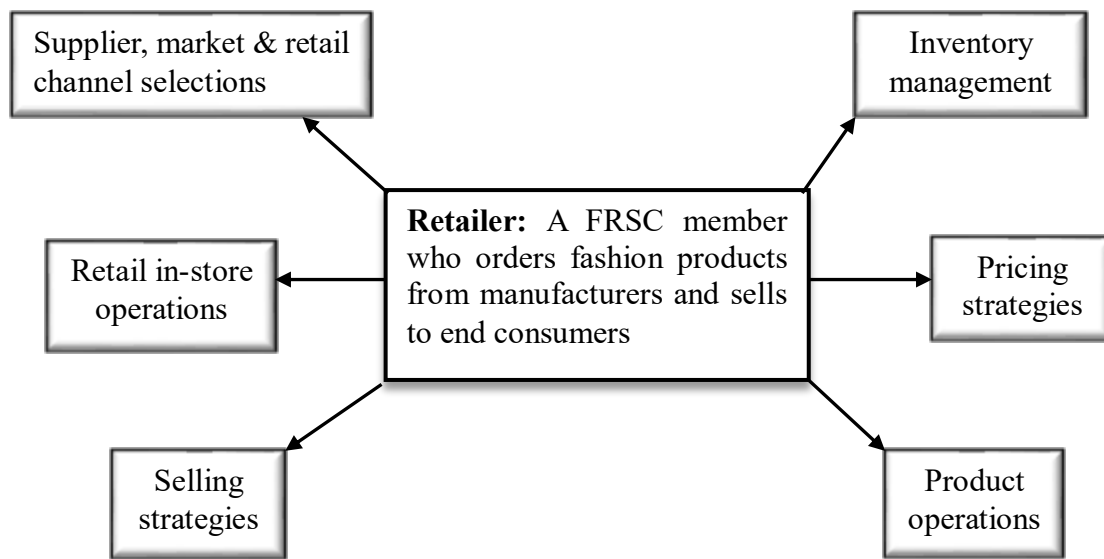 Supplier, market & retail
channel selections
Inventory
management
Retailer: A FRSC member
who orders fashion products
from manufacturers and sells
to end consumers
Retail in-store
operations
Pricing
strategies
Selling
strategies
Product
operations